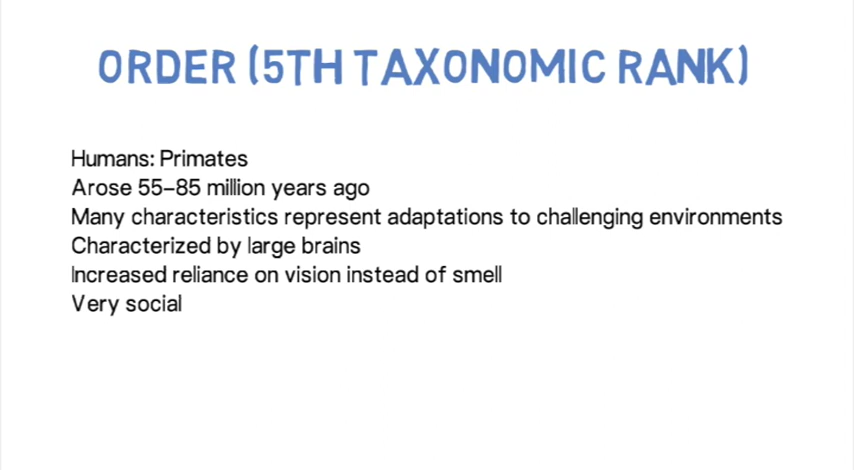 ORDER (5TH TAXONOMIC RANK)
Humans: Primates
Arose 55–85 million years ago
Many characteristics represent adaptations to challenging environments
Characterized by large brains
Increased reliance on vision instead of smell
Very social